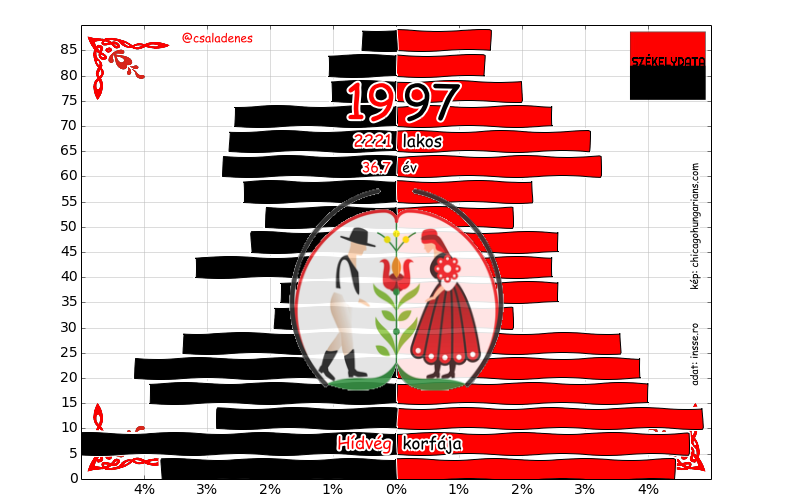 @csaladenes
SZÉKELYDATA
1997
2221 lakos
36.7 év
kép: chicagohungarians.com
adat: insse.ro
Hídvég korfája
85
80
75
70
65
60
55
50
45
40
35
30
25
20
15
10
5
0
4% 3% 2% 1% 0% 1% 2% 3% 4%